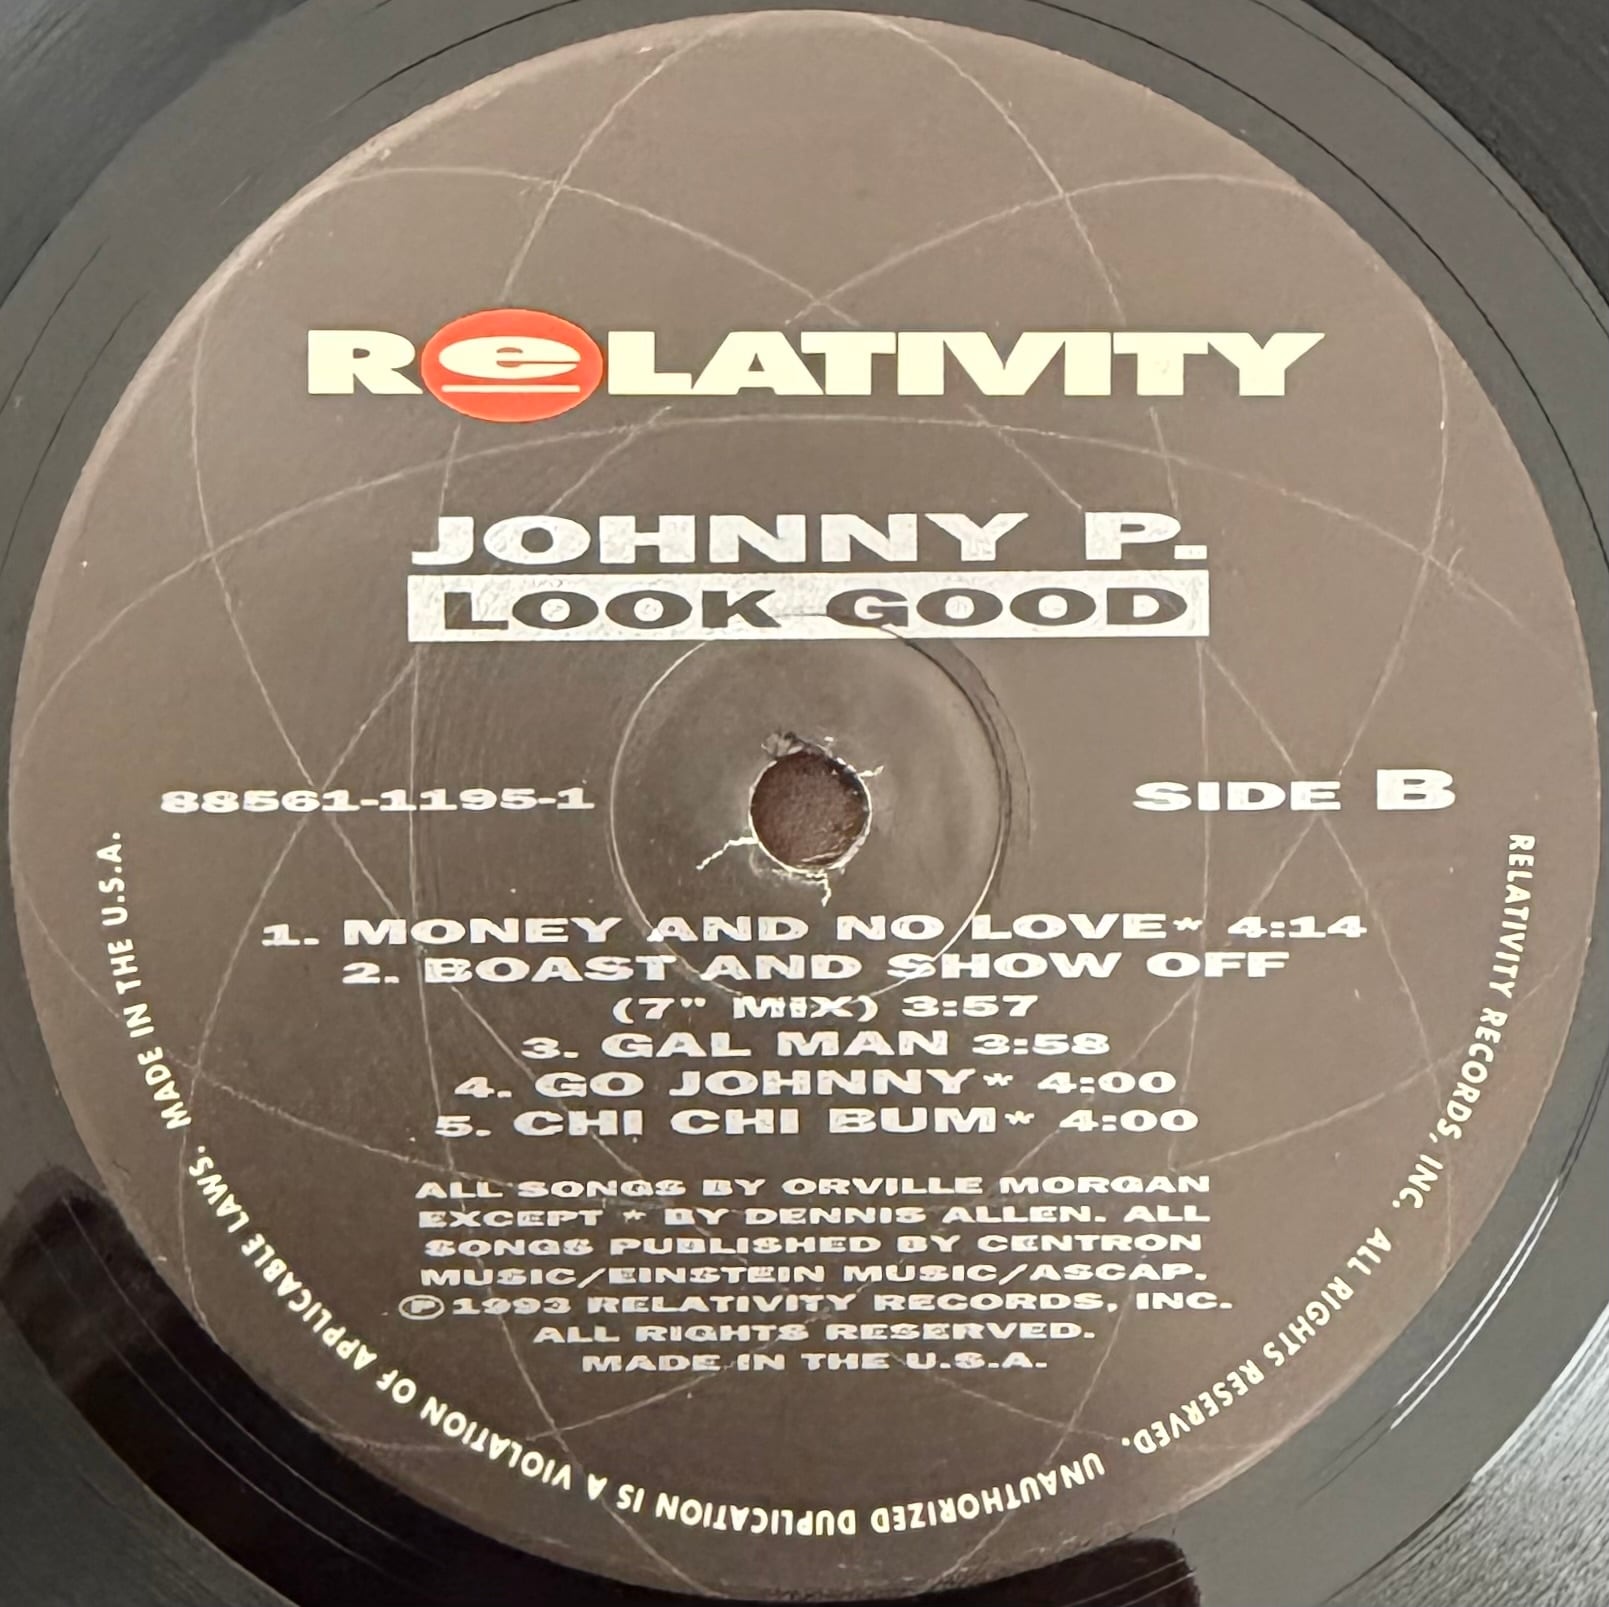 ReLATIVITY
JOHNNY P.
LOOK GOOD
88561-1195-1
SIDE B
1. MONEY AND NO LOVE* 4:14
2. BOAST AND SHOW OFF
(7" MIX) 3:57
3. GAL MAN 3:58
4. GO JOHNNY* 4:00
5. CHI CHI BUM* 4:00
ALL SONGS BY ORVILLE MORGAN
EXCEPT * BY DENNIS ALLEN. ALL
SONGS PUBLISHED BY CENTRON
MUSIC/EINSTEIN MUSIC/ASCAP.
℗1993 RELATIVITY RECORDS, INC.
ALL RIGHTS RESERVED.
MADE IN THE U.S.A.
RELATIVITY RECORDS, INC. ALL RIGHTS RESERVED. UNAUTHORIZED DUPLICATION IS A VIOLATION OF APPLICABLE LAWS. MADE IN THE U.S.A.